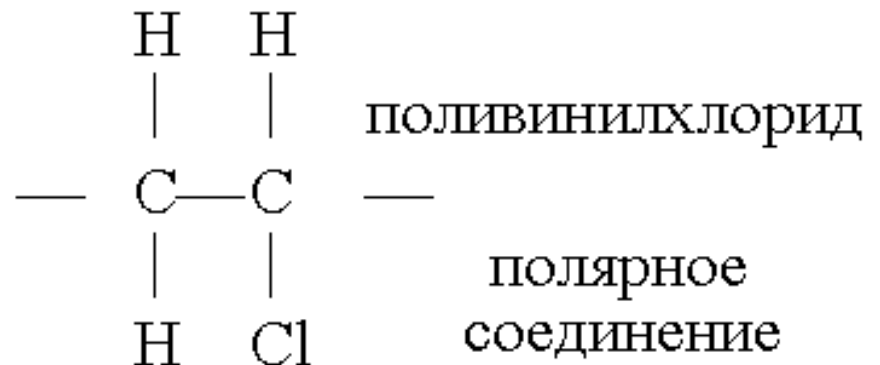 H H
поливинилхлорид
— C—C —
полярное
соединение
H Cl